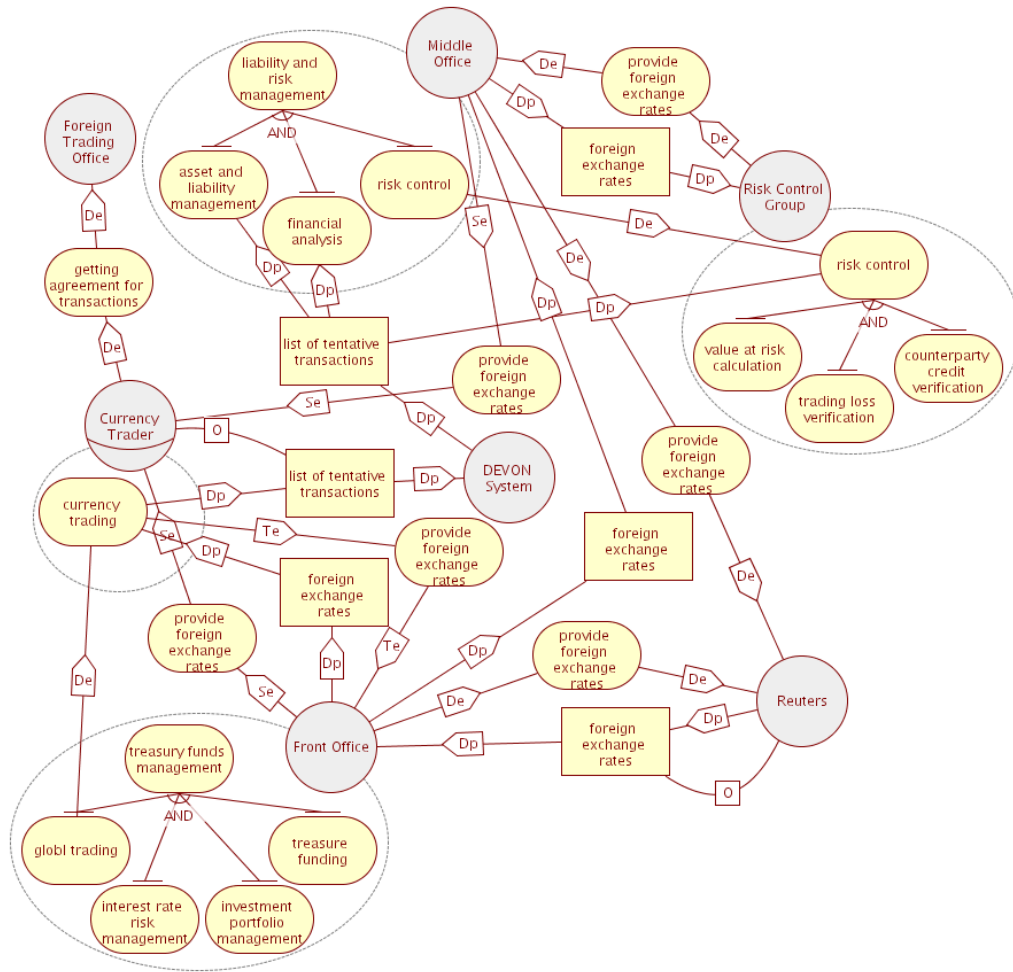 Middle
Office
liability and
risk
management
De
provide
foreign
exchange
rates
Dp
Foreign
Trading
Office
AND
De
foreign
exchange
rates
asset and
liability
management
risk control
Dp
Risk Control
Group
De
financial
analysis
Se
De
getting
agreement for
transactions
De
risk control
Dp
Dp
Dp
Dp
AND
De
list of tentative
transactions
value at risk
calculation
counterparty
credit
verification
provide
foreign
exchange
rates
trading loss
verification
Se
Currency
Trader
Dp
O
provide
foreign
exchange
rates
list of tentative
transactions
Dp
DEVON
System
Dp
currency
trading
Te
Se
Dp
provide
foreign
exchange
rates
foreign
exchange
rates
foreign
exchange
rates
De
provide
foreign
exchange
rates
Te
Dp
Dp
provide
foreign
exchange
rates
De
De
Se
De
Reuters
Front Office
Dp
foreign
exchange
rates
Dp
treasury funds
management
O
AND
globl trading
treasure
funding
interest rate
risk
management
investment
portfolio
management